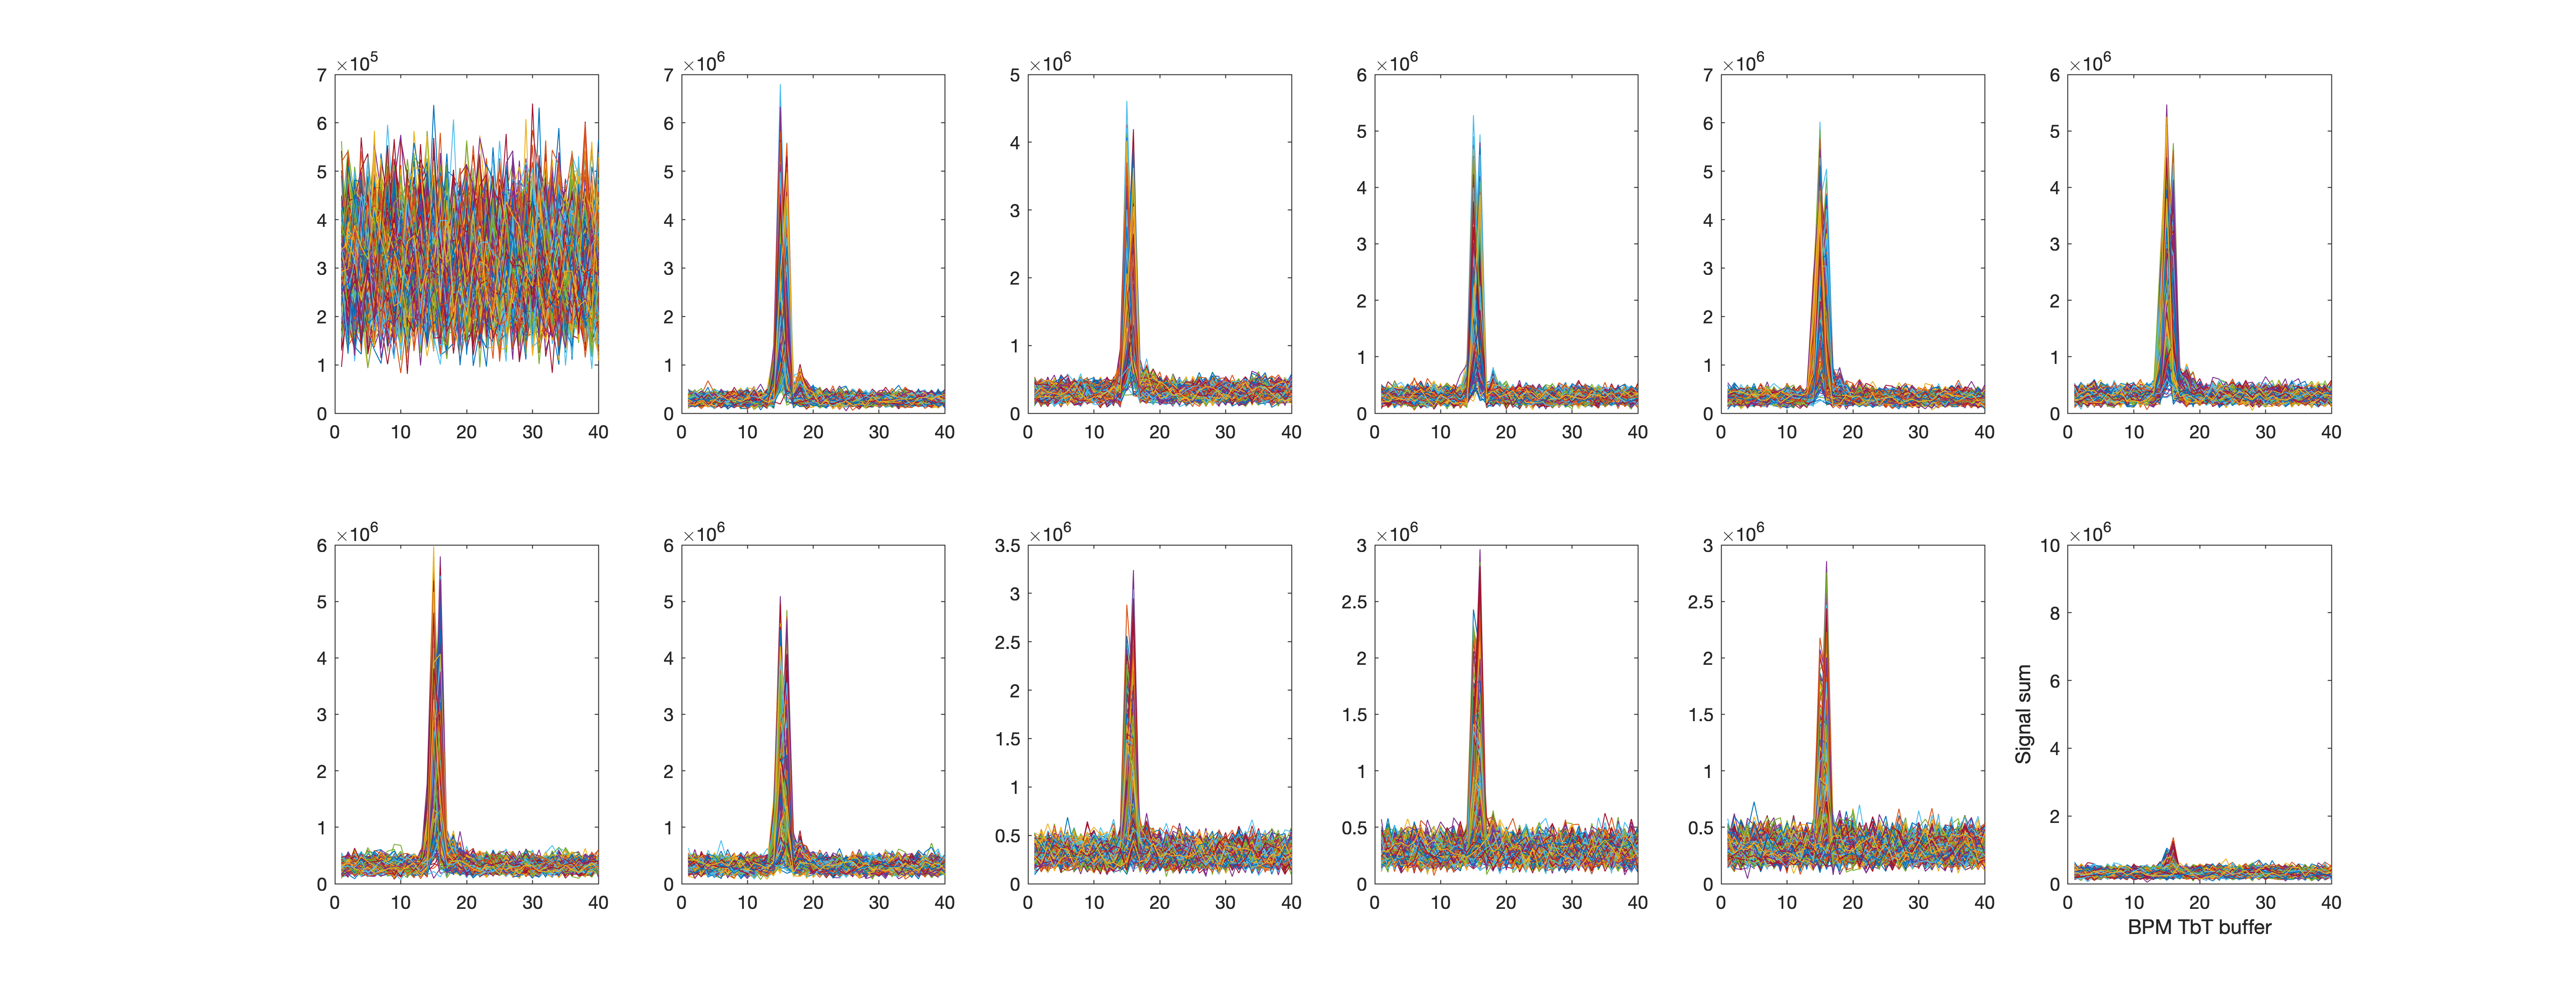 ×10⁵ ×10⁶ ×10⁶ ×10⁶ ×10⁶ ×10⁶
7 7 5 6 7 6
6 6 4 5 6 5
5 5 3 4 5 4
4 4 2 3 4 3
3 3 1 2 3 2
2 2 0 1 2 1
1 1 0 1 0
0 0 0
0 10 20 30 40 0 10 20 30 40 0 10 20 30 40 0 10 20 30 40 0 10 20 30 40 0 10 20 30 40
×10⁶ ×10⁶ ×10⁶ ×10⁶ ×10⁶ ×10⁶
6 6 3.5 3 3 10
5 5 3 2.5 2.5 8
4 4 2.5 2 2 6
3 3 2 1.5 1.5 4
2 2 1.5 1 1 2
1 1 1 0.5 0.5 0
0 0 0.5 0 0
0
Signal sum
0 10 20 30 40 0 10 20 30 40 0 10 20 30 40 0 10 20 30 40 0 10 20 30 40 0 10 20 30 40
BPM TbT buffer